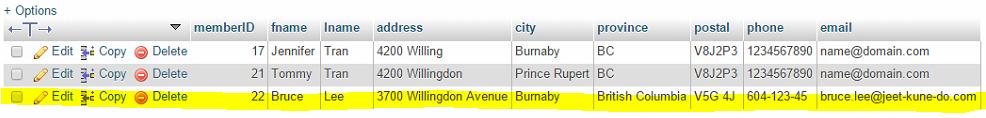 + Options
memberID fname lname address city province postal phone email
Edit Copy Delete 17 Jennifer Tran 4200 Willing Burnaby BC V8J2P3 1234567890 name@domain.com
Edit Copy Delete 21 Tommy Tran 4200 Willingdon Prince Rupert BC V8J2P3 1234567890 name@domain.com
Edit Copy Delete 22 Bruce Lee 3700 Willingdon Avenue Burnaby British Columbia V5G 4J 604-123-45 bruce.lee@jeet-kune-do.com